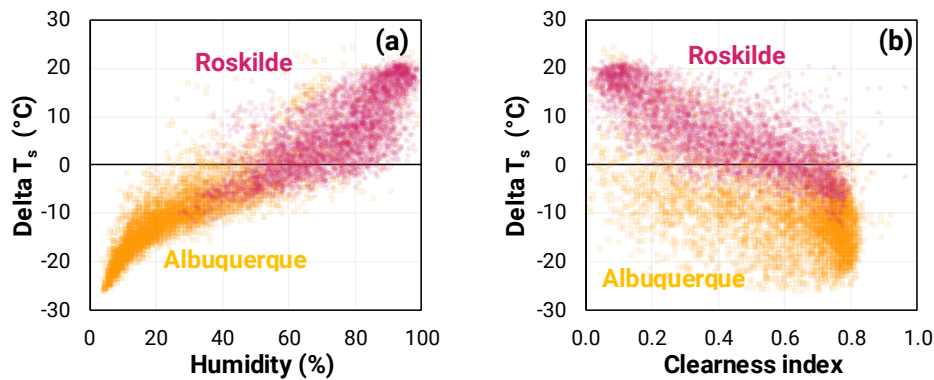 30
20
10
0
-10
-20
-30
Delta Tₛ (°C)
(a)
Roskilde
Albuquerque
0
20
40
60
80
100
Humidity (%)
30
20
10
0
-10
-20
-30
Delta Tₛ (°C)
(b)
Roskilde
Albuquerque
0.0
0.2
0.4
0.6
0.8
1.0
Clearness index